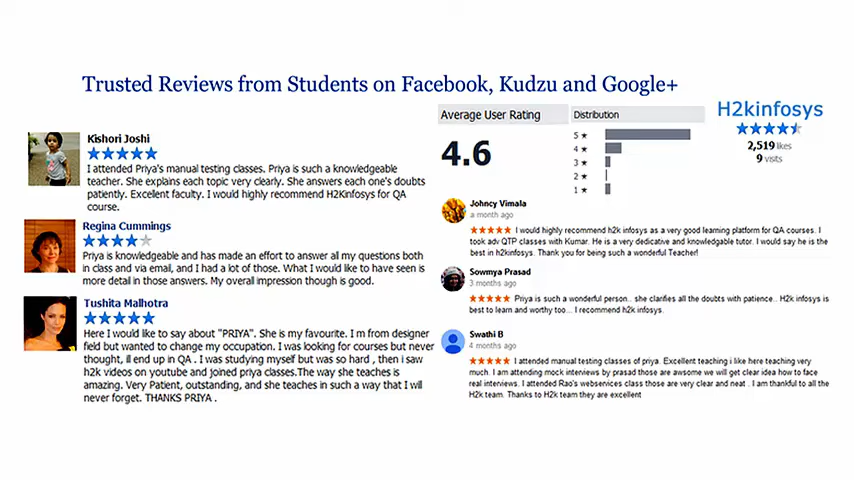 Trusted Reviews from Students on Facebook, Kudzu and Google+
Kishori Joshi
I attended Priya's manual testing classes. Priya is such a knowledgeable
teacher. She explains each topic very clearly. She answers each one's doubts
patiently. Excellent faculty. I would highly recommend H2Kinfosys for QA
course.
Regina Cummings
Priya is knowledgeable and has made an effort to answer all my questions both
in class and via email, and I had a lot of those. What I would like to have seen is
more detail in those answers. My overall impression though is good.
Tushita Malhotra
Here I would like to say about "PRIYA". She is my favourite. I m from designer
field but wanted to change my occupation. I was looking for courses but never
thought, ill end up in QA . I was studying myself but was so hard , then i saw
h2k videos on youtube and joined priya classes.The way she teaches is
amazing. Very Patient, outstanding, and she teaches in such a way that I will
never forget. THANKS PRIYA .
Average User Rating
4.6
Distribution
5 ★
4 ★
3 ★
2 ★
1 ★
H2kinfosys
2,519 likes
9 visits
Johncy Vimala
a month ago
I would highly recommend h2k infosys as a very good learning platform for QA courses. I
took adv QTP classes with Kumar. He is a very dedicative and knowledgable tutor. I would say he is the
best in h2kinfosys. Thank you for being such a wonderful Teacher!
Sowmya Prasad
3 months ago
Priya is such a wonderful person.. she clarifies all the doubts with patience.. H2k infosys is
best to learn and worthy too... I recommend h2k infosys.
Swathi B
4 months ago
I attended manual testing classes of priya. Excellent teaching i like here teaching very
much. I am attending mock interviews by prasad those are awsome we will get clear idea how to face
real interviews. I attended Rao's webservices class those are very clear and neat . I am thankful to all the
H2k team. Thanks to H2k team they are excellent